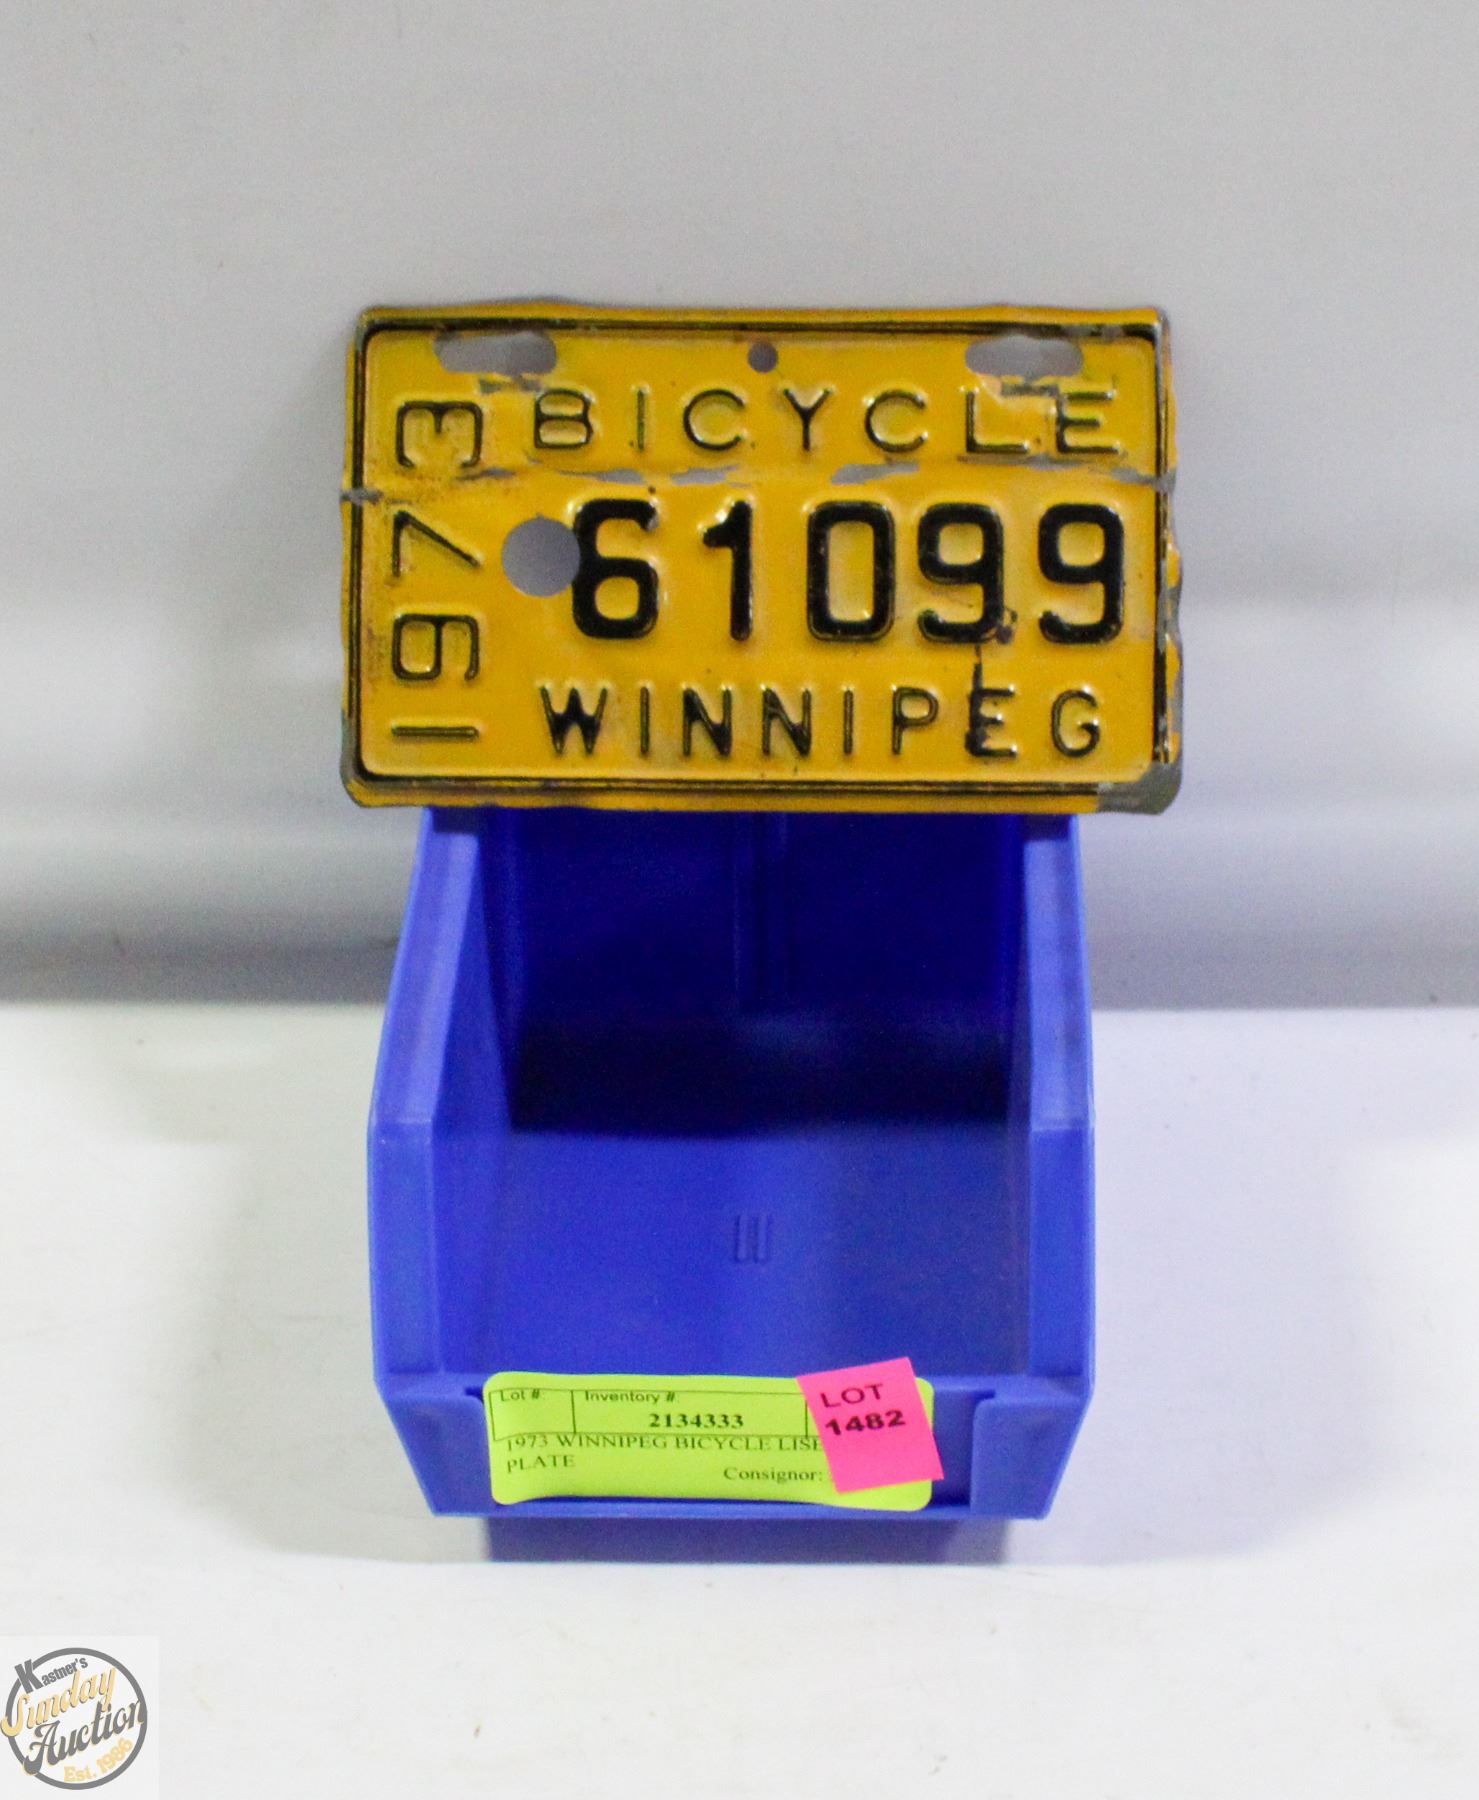 1973
BICYCLE
61099
WINNIPEG
Lot #
Inventory #
2134333
LOT
1482
1973 WINNIPEG BICYCLE LISE
PLATE
Consignor:
Kastner's
Sunday
Auction
Est. 1986